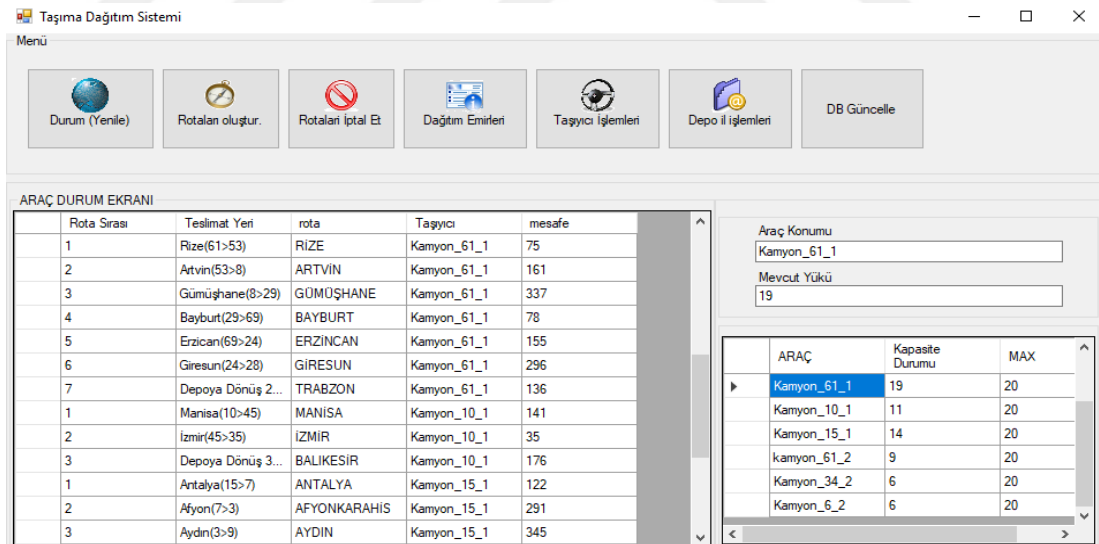 Taşıma Dağıtım Sistemi
Menü
Durum (Yenile) Rotaları oluştur. Rotaları İptal Et Dağıtım Emirleri Taşıyıcı İşlemleri Depo il işlemleri DB Güncelle
ARAÇ DURUM EKRANI
Rota Sırası Teslimat Yeri rota Taşıyıcı mesafe
1 Rize(61>53) RİZE Kamyon_61_1 75
2 Artvin(53>8) ARTVİN Kamyon_61_1 161
3 Gümüşhane(8>29) GÜMÜŞHANE Kamyon_61_1 337
4 Bayburt(29>69) BAYBURT Kamyon_61_1 78
5 Erzican(69>24) ERZİNCAN Kamyon_61_1 155
6 Giresun(24>28) GİRESUN Kamyon_61_1 296
7 Depoya Dönüş 2... TRABZON Kamyon_61_1 136
1 Manisa(10>45) MANİSA Kamyon_10_1 141
2 İzmir(45>35) İZMİR Kamyon_10_1 35
3 Depoya Dönüş 3... BALIKESİR Kamyon_10_1 176
1 Antalya(15>7) ANTALYA Kamyon_15_1 122
2 Afyon(7>3) AFYONKARAHİS Kamyon_15_1 291
3 Aydın(3>9) AYDIN Kamyon_15_1 345
Araç Konumu
Kamyon_61_1
Mevcut Yükü
19
ARAÇ Kapasite Durumu MAX
Kamyon_61_1 19 20
Kamyon_10_1 11 20
Kamyon_15_1 14 20
kamyon_61_2 9 20
Kamyon_34_2 6 20
Kamyon_6_2 6 20